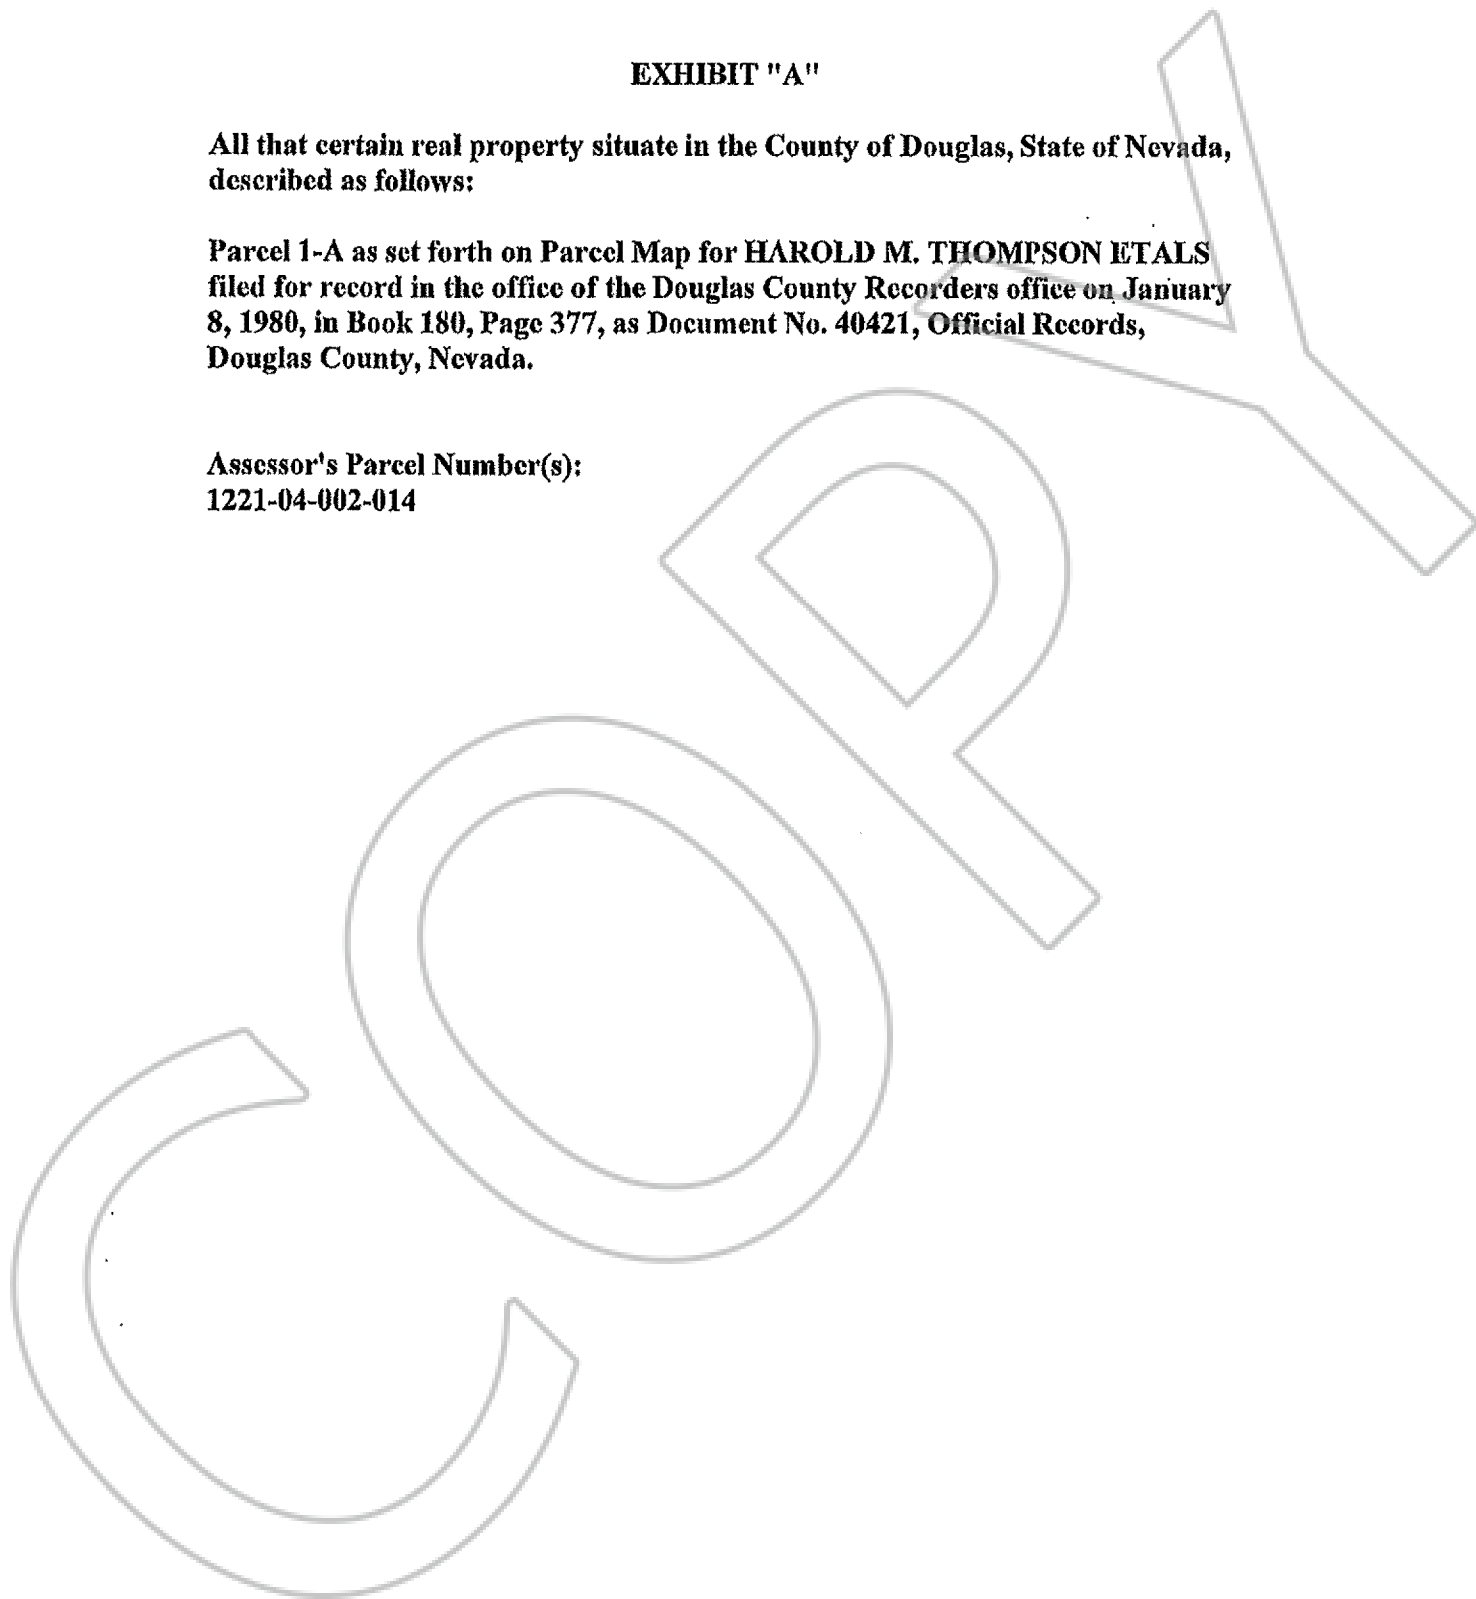 EXHIBIT "A"
All that certain real property situate in the County of Douglas, State of Nevada,
described as follows:
Parcel 1-A as set forth on Parcel Map for HAROLD M. THOMPSON ETALS
filed for record in the office of the Douglas County Recorders office on January
8, 1980, in Book 180, Page 377, as Document No. 40421, Official Records,
Douglas County, Nevada.
Assessor's Parcel Number(s):
1221-04-002-014
COPY